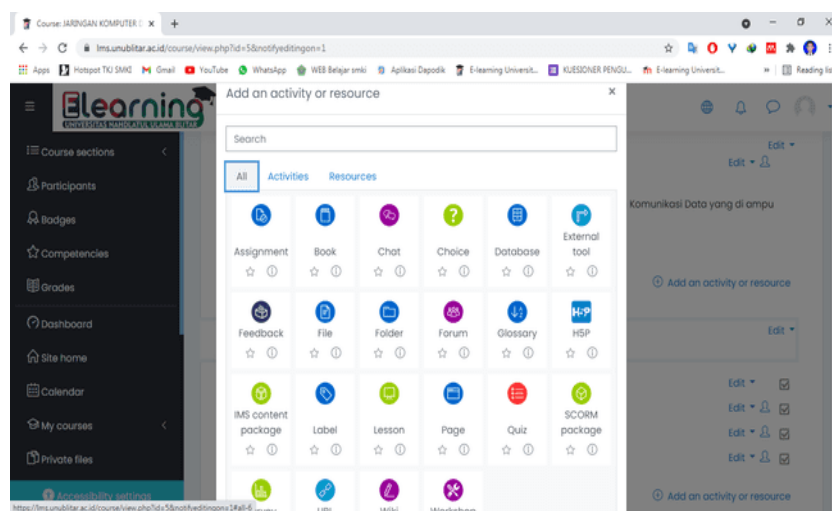 Course: JARINGAN KOMPUTER
lms.unublitar.ac.id/course/view.php?id=5&notifyeditingon=1
Apps Hotspot TKJ SMKI Gmail YouTube WhatsApp WEB Belajar smki Aplikasi Dapodik E-learning Universit... KUESIONER PENGU... E-learning Universit... » Reading list
Elearning
UNIVERSITAS NAHDLATUL ULAMA BLITAR
Add an activity or resource ×
Search
All Activities Resources
Course sections
Participants
Badges
Competencies
Grades
Dashboard
Site home
Calendar
My courses
Private files
Accessibility settings
Assignment Book Chat Choice Database External tool
Feedback File Folder Forum Glossary H5P
IMS content package Label Lesson Page Quiz SCORM package
URL Wiki Workshop
Edit
Edit
Komunikasi Data yang di ampu
Add an activity or resource
Edit
Edit
Edit
Edit
Edit
Add an activity or resource
https://lms.unublitar.ac.id/course/view.php?id=5&notifyeditingon=1#all-6